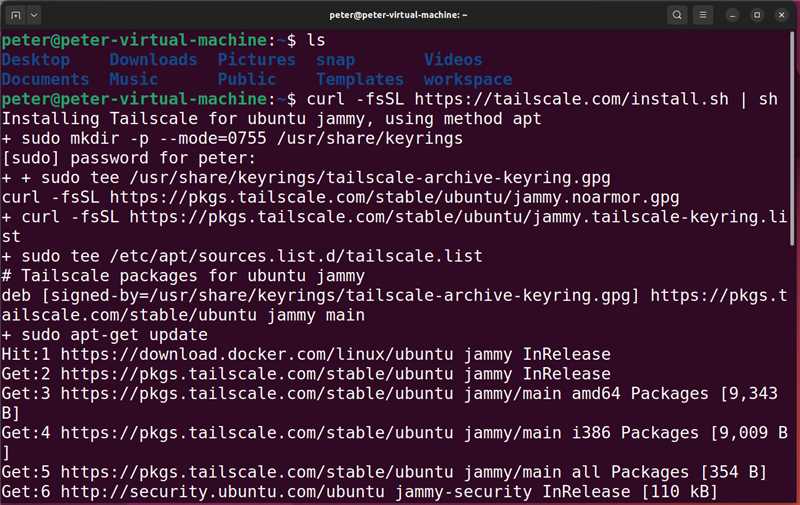 peter@peter-virtual-machine: ~
peter@peter-virtual-machine:~$ ls
Desktop    Downloads  Pictures  snap       Videos
Documents  Music      Public    Templates  workspace
peter@peter-virtual-machine:~$ curl -fsSL https://tailscale.com/install.sh | sh
Installing Tailscale for ubuntu jammy, using method apt
+ sudo mkdir -p --mode=0755 /usr/share/keyrings
[sudo] password for peter:
+ + sudo tee /usr/share/keyrings/tailscale-archive-keyring.gpg
curl -fsSL https://pkgs.tailscale.com/stable/ubuntu/jammy.noarmor.gpg
+ curl -fsSL https://pkgs.tailscale.com/stable/ubuntu/jammy.tailscale-keyring.li
st
+ sudo tee /etc/apt/sources.list.d/tailscale.list
# Tailscale packages for ubuntu jammy
deb [signed-by=/usr/share/keyrings/tailscale-archive-keyring.gpg] https://pkgs.t
ailscale.com/stable/ubuntu jammy main
+ sudo apt-get update
Hit:1 https://download.docker.com/linux/ubuntu jammy InRelease
Get:2 https://pkgs.tailscale.com/stable/ubuntu jammy InRelease
Get:3 https://pkgs.tailscale.com/stable/ubuntu jammy/main amd64 Packages [9,343
B]
Get:4 https://pkgs.tailscale.com/stable/ubuntu jammy/main i386 Packages [9,009 B
]
Get:5 https://pkgs.tailscale.com/stable/ubuntu jammy/main all Packages [354 B]
Get:6 http://security.ubuntu.com/ubuntu jammy-security InRelease [110 kB]